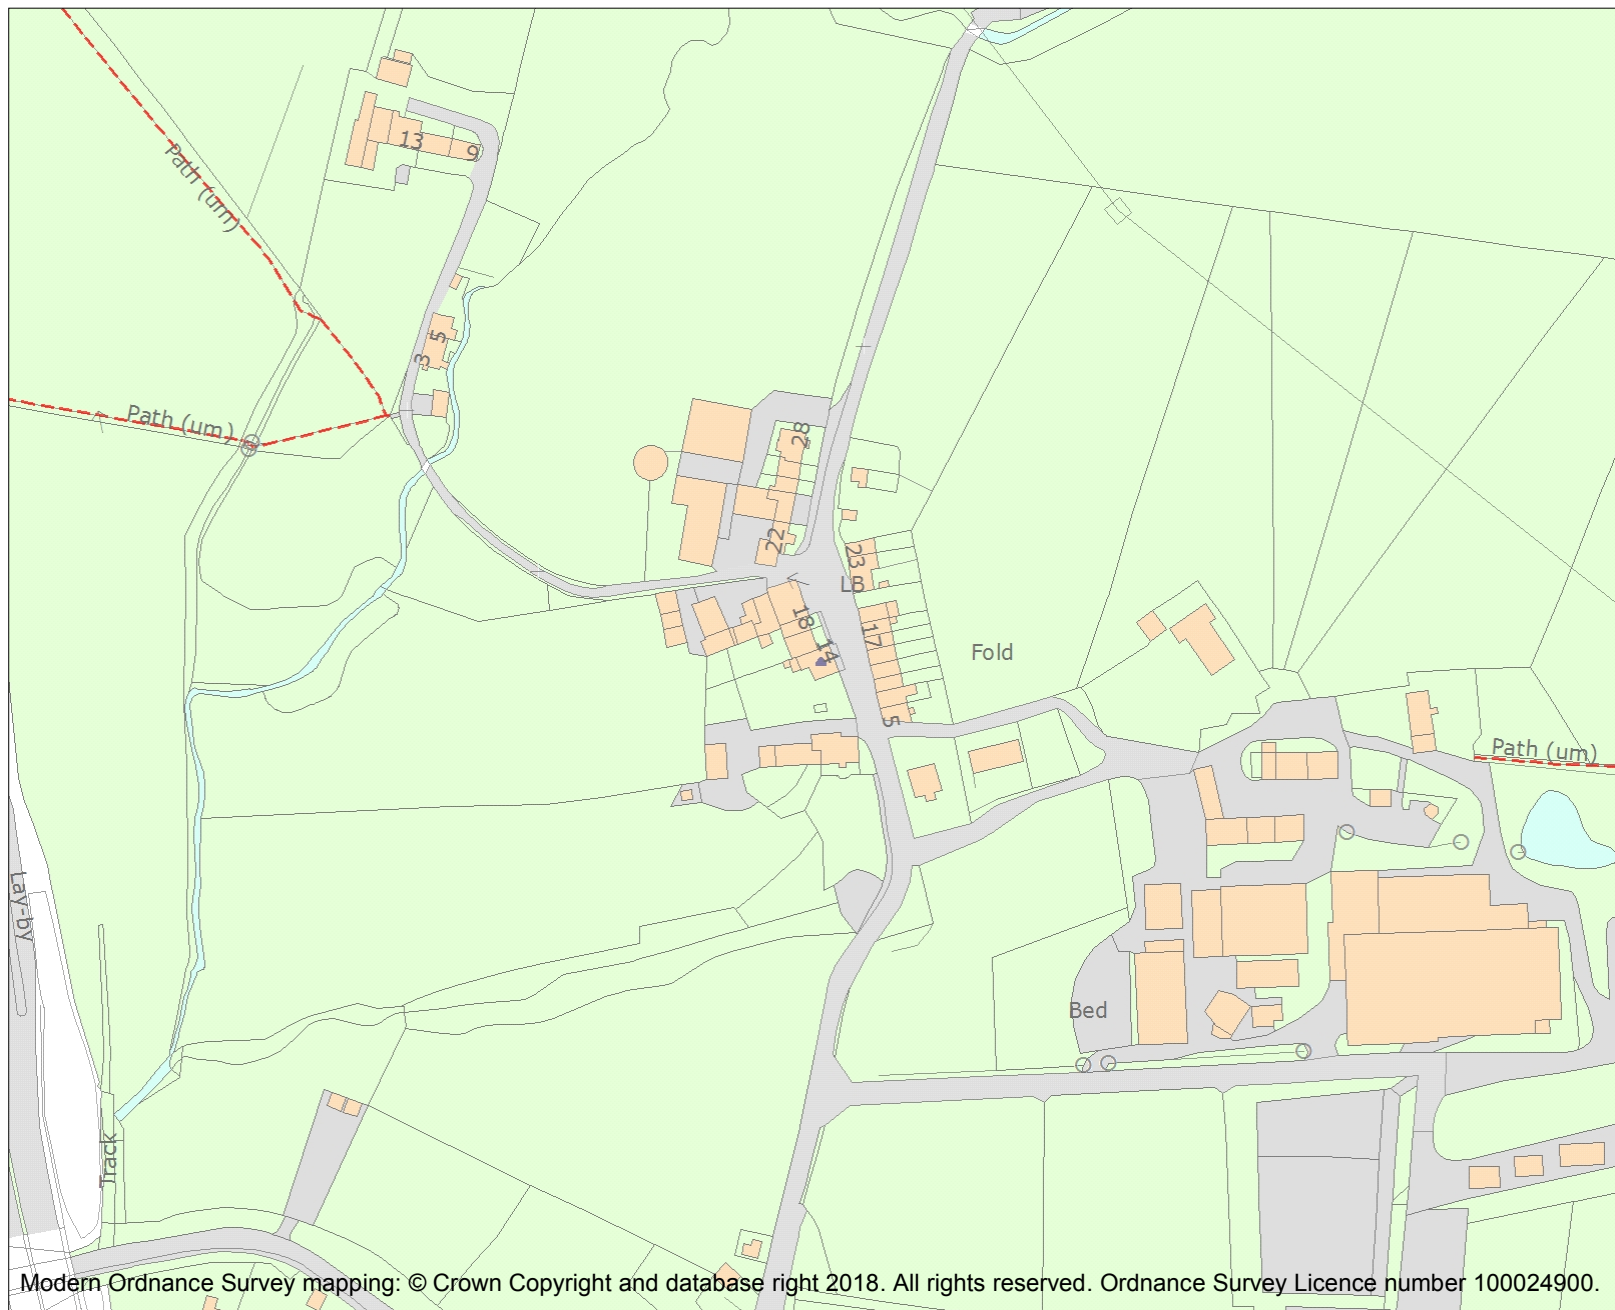 13
9
Path (um)
5
3
Path (um)
28
22
23
LB
18
17
14
Fold
5
Path (um)
Lay-by
Bed
Track
Modern Ordnance Survey mapping: © Crown Copyright and database right 2018. All rights reserved. Ordnance Survey Licence number 100024900.